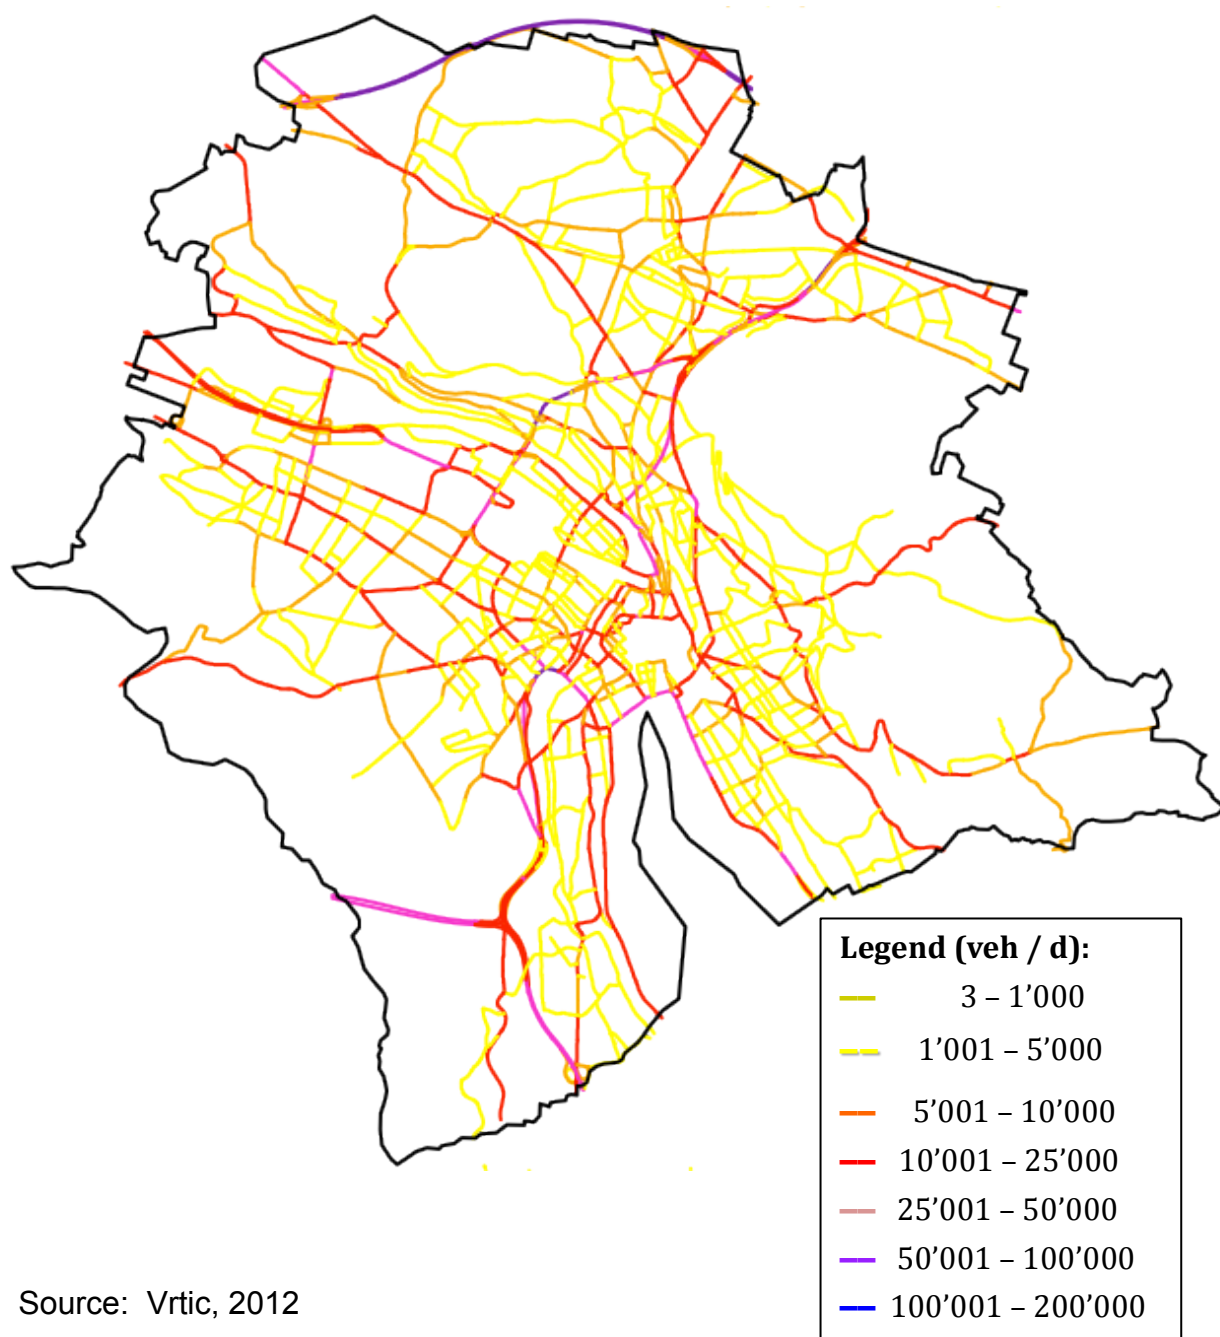 Legend (veh / d):
3 – 1’000
1’001 – 5’000
5’001 – 10’000
10’001 – 25’000
25’001 – 50’000
50’001 – 100’000
100’001 – 200’000
Source: Vrtic, 2012